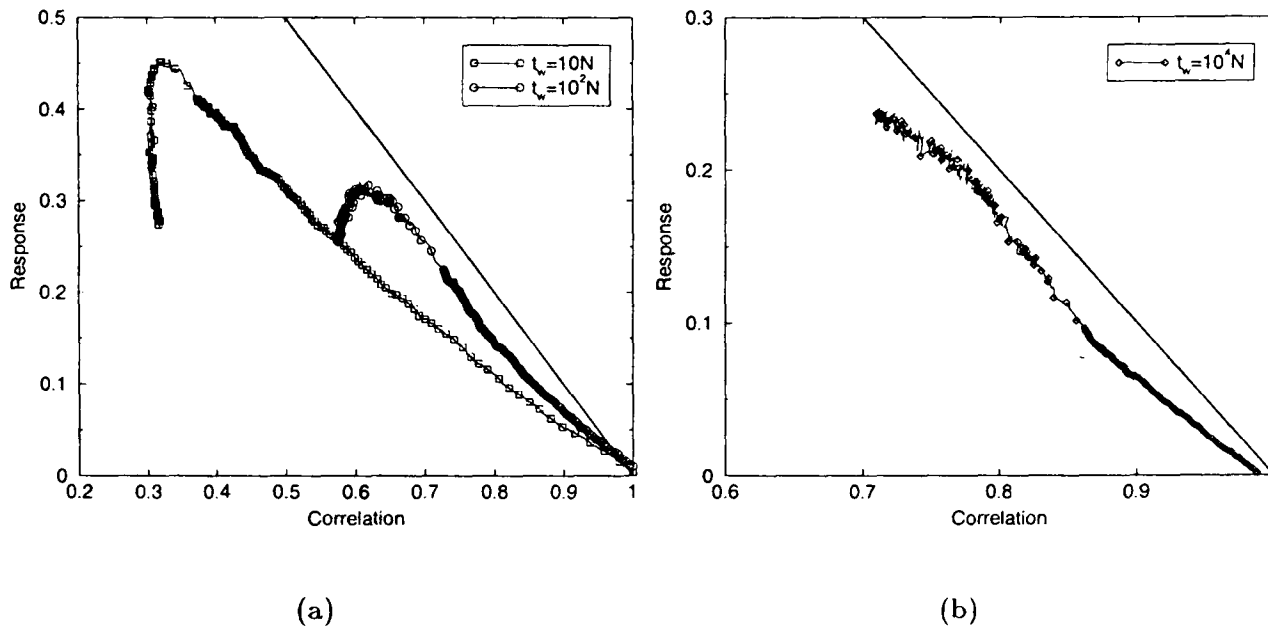 0.5
0.4
0.3
0.2
0.1
0
Response
t_w=10N
t_w=10^2N
0.2 0.3 0.4 0.5 0.6 0.7 0.8 0.9 1
Correlation
(a)
0.3
0.2
0.1
0
Response
t_w=10^4N
0.6 0.7 0.8 0.9
Correlation
(b)